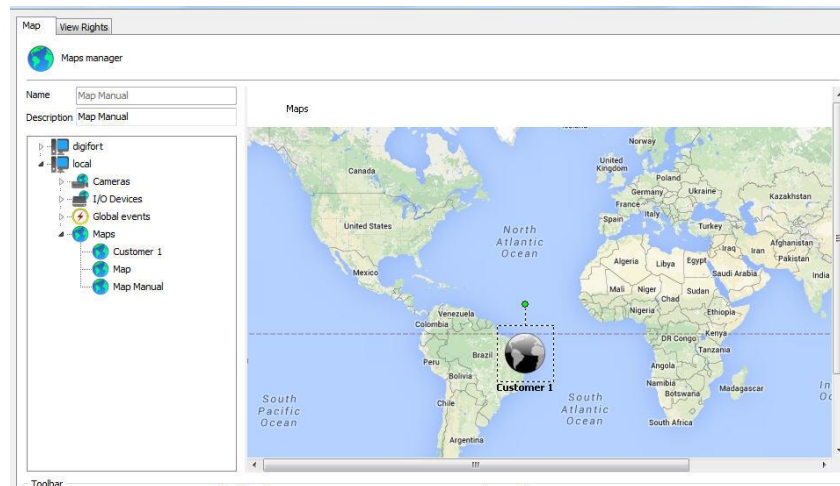 Map
View Rights
Maps manager
Name
Map Manual
Description
Map Manual
digifort
local
Cameras
I/O Devices
Global events
Maps
Customer 1
Map
Map Manual
Maps
Norway
United
Kingdom
Poland
Canada
Germany
Ukraine
Kazakhstan
France
Italy
Spain
Turkey
United States
North
Atlantic
Ocean
Iraq
Iran
Afghanistan
Pakistan
Algeria
Libya
Egypt
Saudi Arabia
India
Mexico
Mali
Niger
Chad
Sudan
Nigeria
Ethiopia
Venezuela
Colombia
Kenya
DR Congo
Tanzania
Peru
Brazil
Bolivia
Angola
Customer 1
Namibia
Botswana
Madagascar
South
Pacific
Ocean
Chile
South
Atlantic
Ocean
South Africa
Argentina
Toolbar